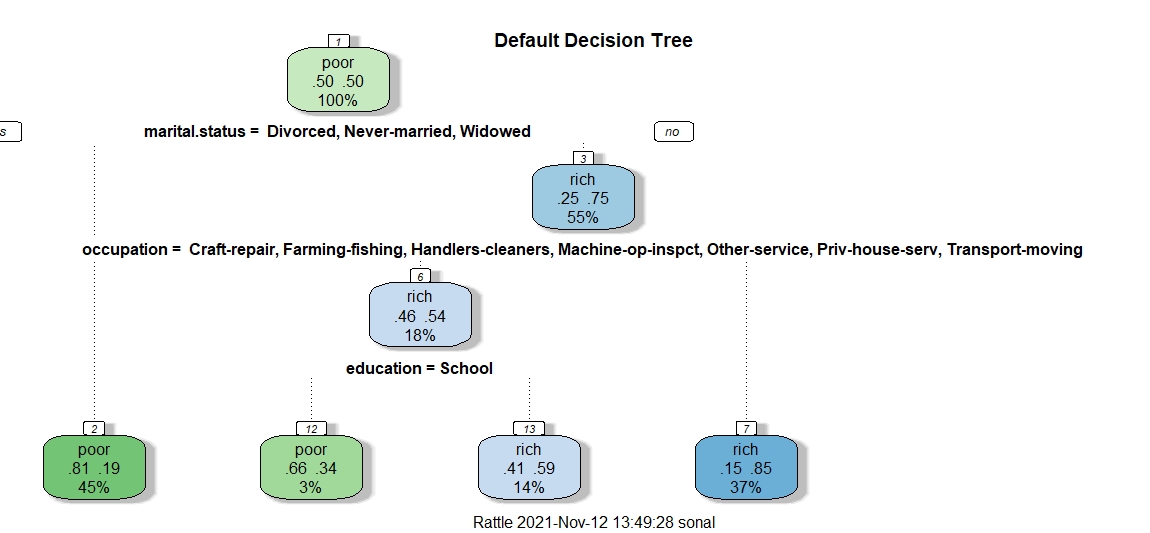 Default Decision Tree
1
poor
.50 .50
100%
s
marital.status = Divorced, Never-married, Widowed
no
3
rich
.25 .75
55%
occupation = Craft-repair, Farming-fishing, Handlers-cleaners, Machine-op-inspct, Other-service, Priv-house-serv, Transport-moving
6
rich
.46 .54
18%
education = School
2
poor
.81 .19
45%
12
poor
.66 .34
3%
13
rich
.41 .59
14%
7
rich
.15 .85
37%
Rattle 2021-Nov-12 13:49:28 sonal